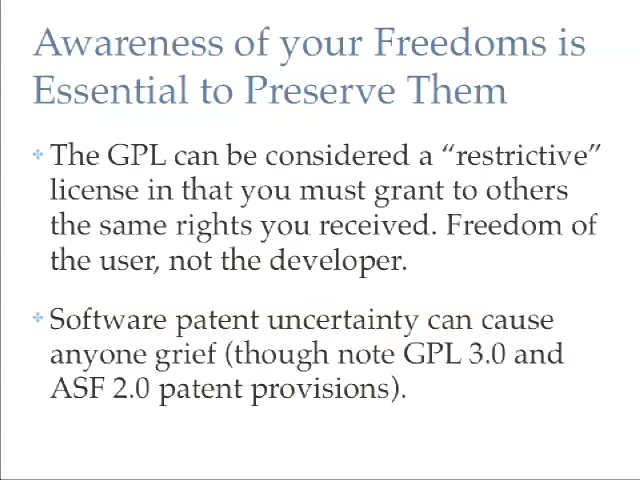 Awareness of your Freedoms is
Essential to Preserve Them
The GPL can be considered a “restrictive”
license in that you must grant to others
the same rights you received. Freedom of
the user, not the developer.
Software patent uncertainty can cause
anyone grief (though note GPL 3.0 and
ASF 2.0 patent provisions).